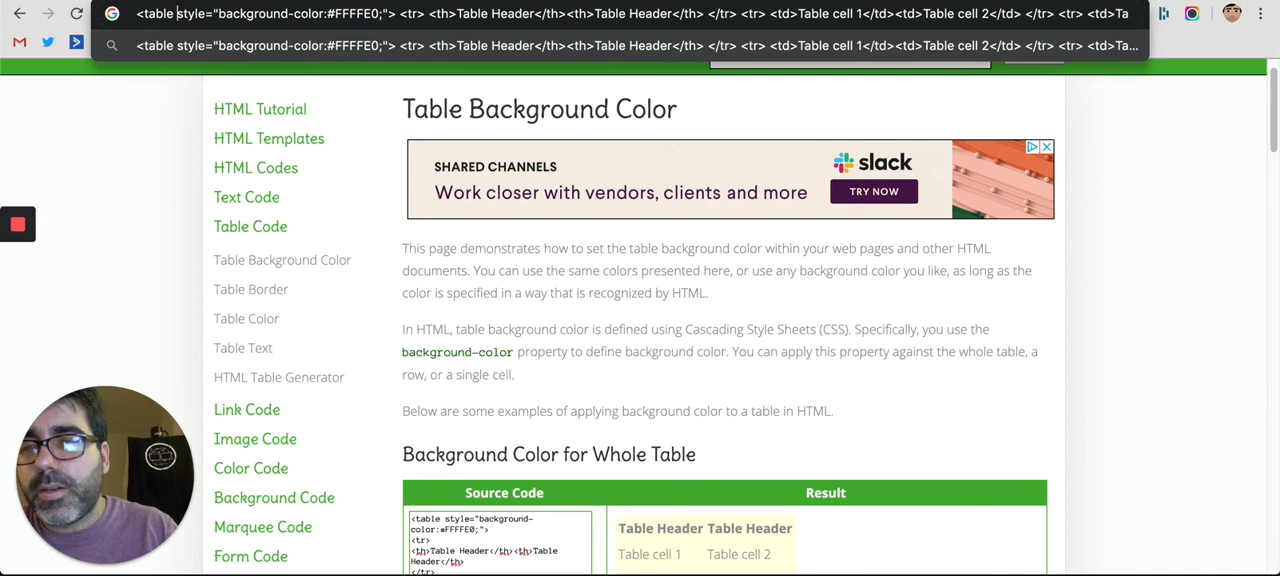 <table style="background-color:#FFFFE0;"> <tr> <th>Table Header</th><th>Table Header</th> </tr> <tr> <td>Table cell 1</td><td>Table cell 2</td> </tr> <tr> <td>Ta
<table style="background-color:#FFFFE0;"> <tr> <th>Table Header</th><th>Table Header</th> </tr> <tr> <td>Table cell 1</td><td>Table cell 2</td> </tr> <tr> <td>Ta...
HTML Tutorial
HTML Templates
HTML Codes
Text Code
Table Code
Table Background Color
Table Border
Table Color
Table Text
HTML Table Generator
Link Code
Image Code
Color Code
Background Code
Marquee Code
Form Code
Table Background Color
SHARED CHANNELS
Work closer with vendors, clients and more
slack
TRY NOW
This page demonstrates how to set the table background color within your web pages and other HTML
documents. You can use the same colors presented here, or use any background color you like, as long as the
color is specified in a way that is recognized by HTML.
In HTML, table background color is defined using Cascading Style Sheets (CSS). Specifically, you use the
background-color property to define background color. You can apply this property against the whole table, a
row, or a single cell.
Below are some examples of applying background color to a table in HTML.
Background Color for Whole Table
Source Code
Result
<table style="background-
color:#FFFFE0;">
<tr>
<th>Table Header</th><th>Table
Header</th>
</tr>
Table Header Table Header
Table cell 1 Table cell 2